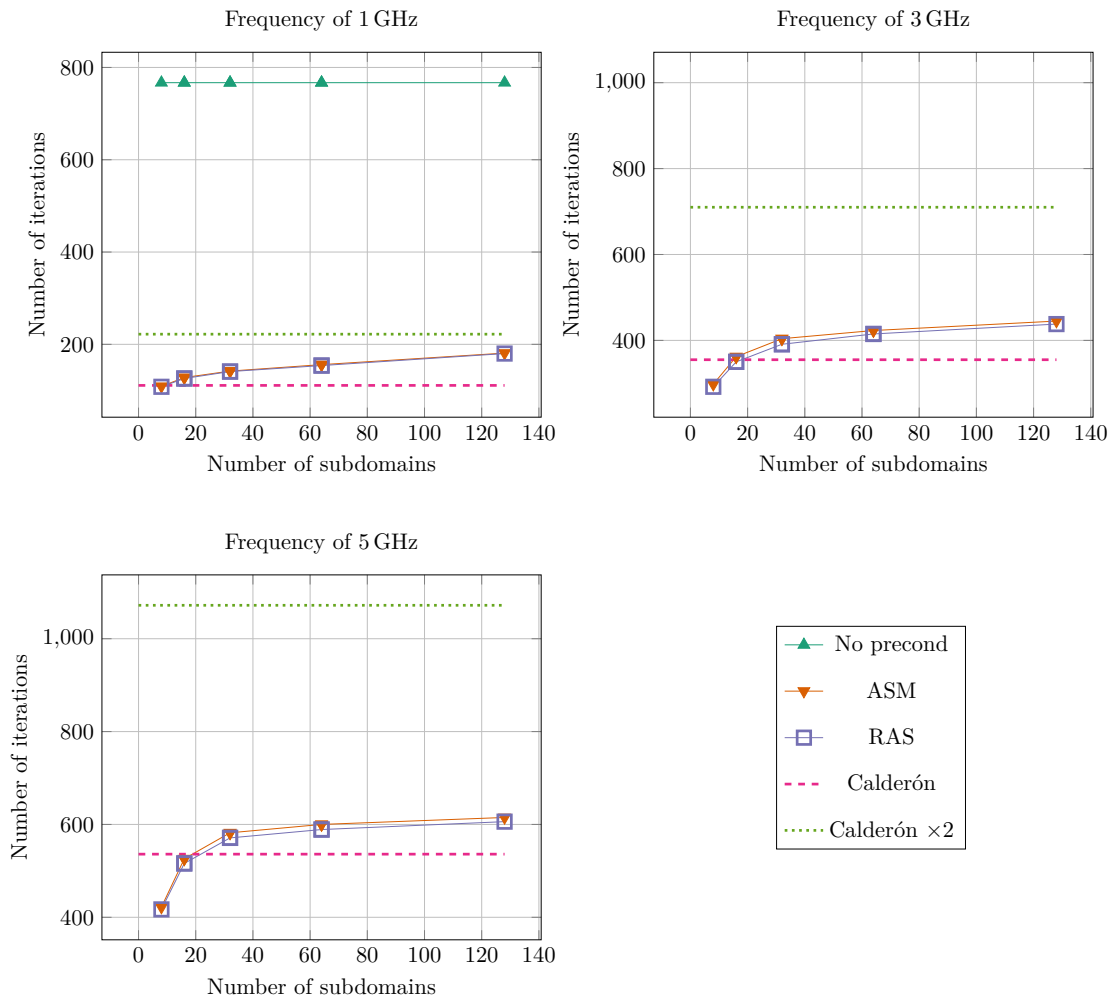 Frequency of 1 GHz
Number of iterations
800
600
400
200
0 20 40 60 80 100 120 140
Number of subdomains
Frequency of 3 GHz
Number of iterations
1,000
800
600
400
0 20 40 60 80 100 120 140
Number of subdomains
Frequency of 5 GHz
Number of iterations
1,000
800
600
400
0 20 40 60 80 100 120 140
Number of subdomains
No precond
ASM
RAS
Calderón
Calderón ×2